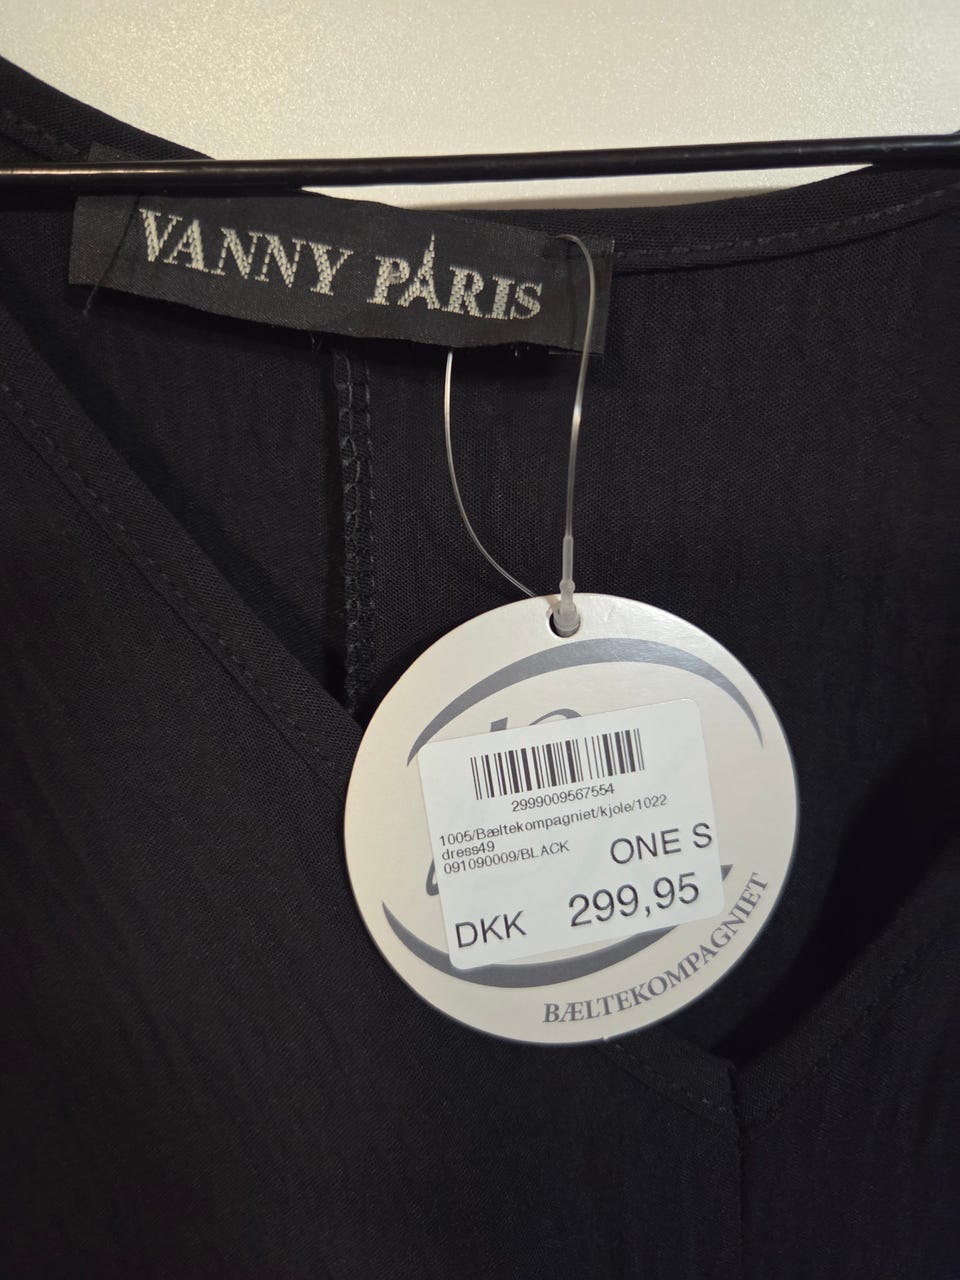 VANNY PARIS
2999009567554
1005/Bæltekompagniet/kjole/1022
dress49
091090009/BLACK
ONE S
DKK 299,95
BÆLTEKOMPAGNIET